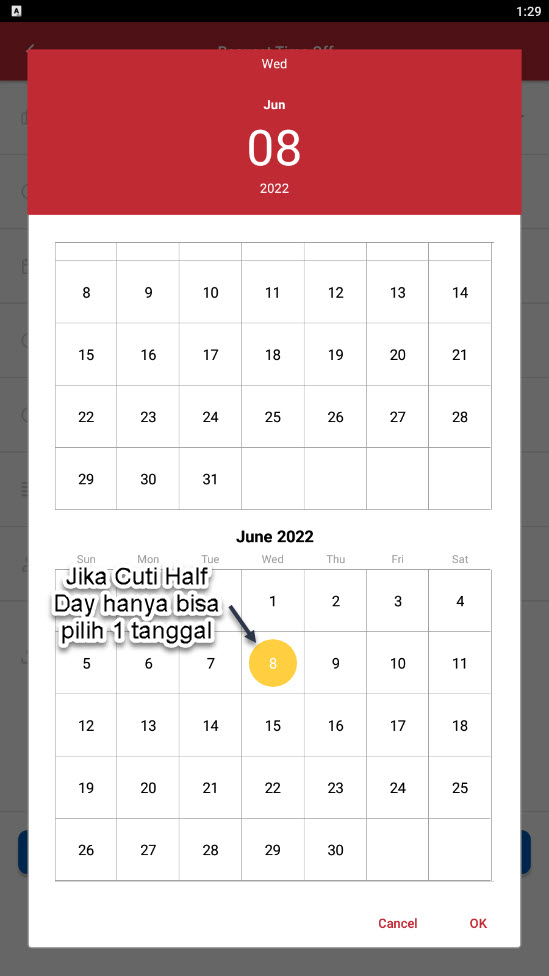 A
1:29
Request Time Off
Wed
Jun
08
2022
8 9 10 11 12 13 14
15 16 17 18 19 20 21
22 23 24 25 26 27 28
29 30 31
June 2022
Sun Mon Tue Wed Thu Fri Sat
Jika Cuti Half
Day hanya bisa
pilih 1 tanggal
1 2 3 4
5 6 7 8 9 10 11
12 13 14 15 16 17 18
19 20 21 22 23 24 25
26 27 28 29 30
Cancel OK